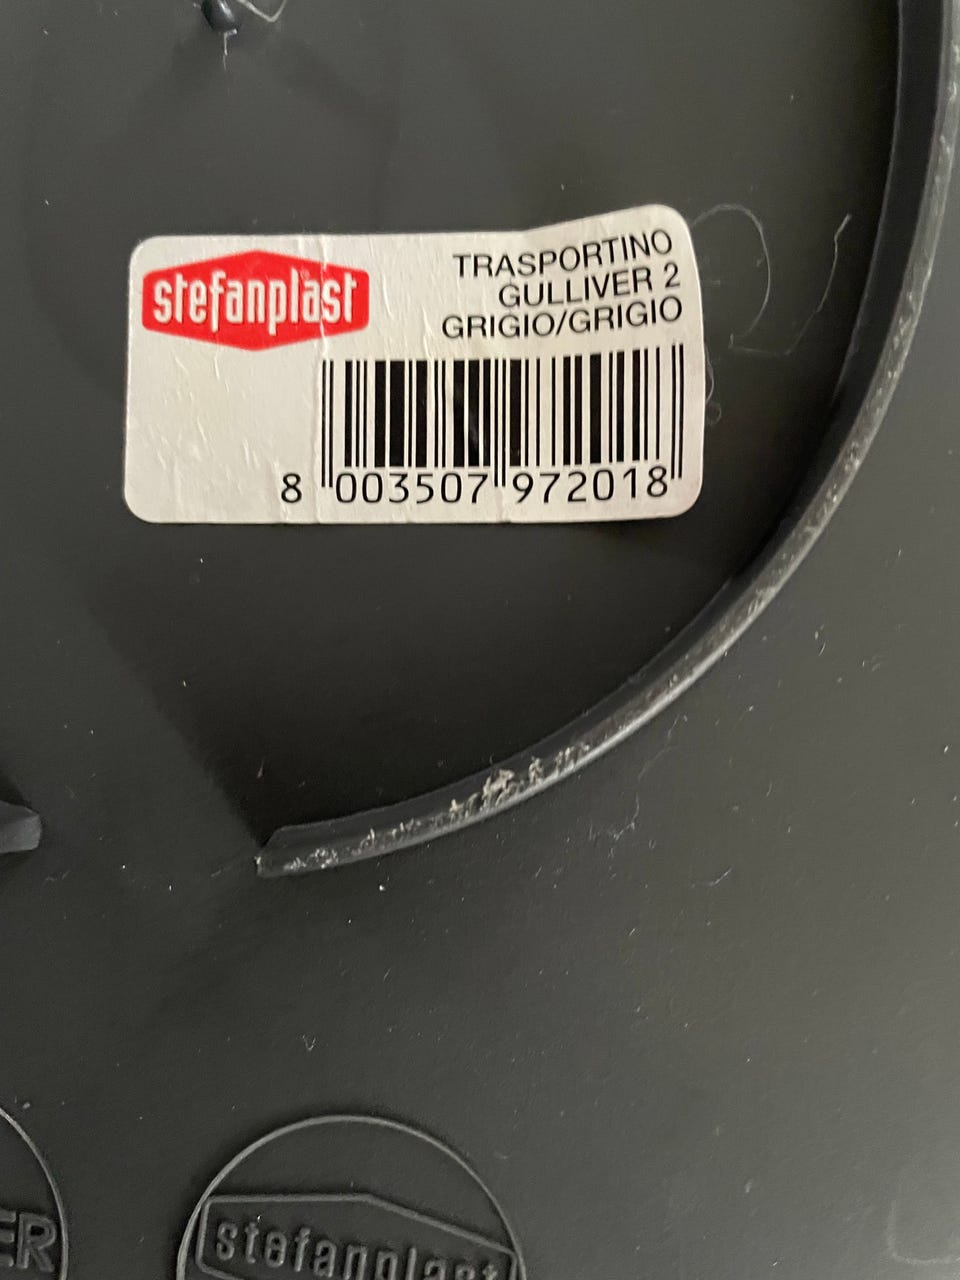 stefanplast
TRASPORTINO
GULLIVER 2
GRIGIO/GRIGIO
8 003507 972018
stefanplast